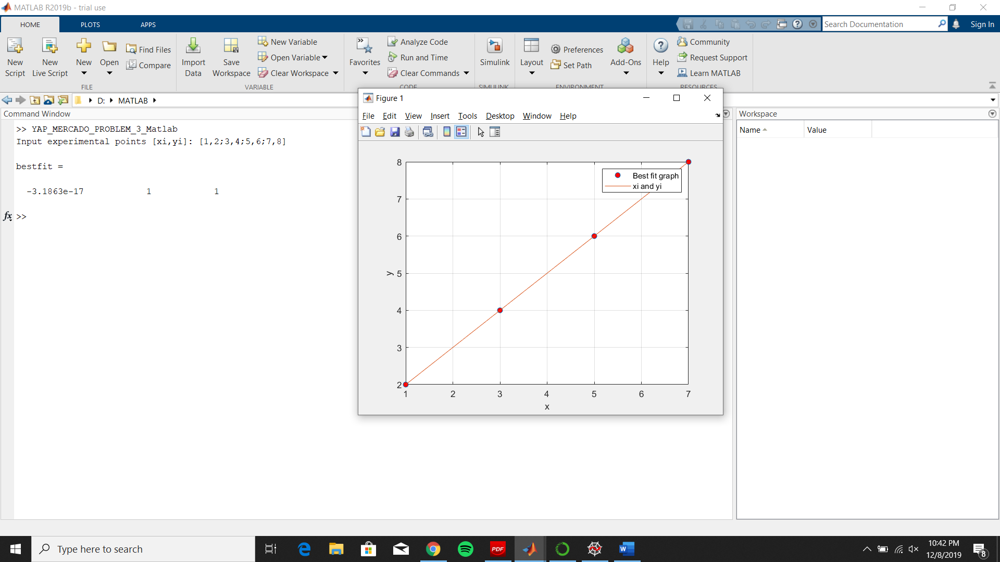 MATLAB R2019b - trial use
HOME PLOTS APPS
Search Documentation
Sign In
New Script
New Live Script
New
Open
Find Files
Compare
FILE
Import Data
Save Workspace
New Variable
Open Variable
Clear Workspace
VARIABLE
Favorites
Analyze Code
Run and Time
Clear Commands
CODE
Simulink
SIMULINK
Layout
Preferences
Set Path
Add-Ons
ENVIRONMENT
Help
Community
Request Support
Learn MATLAB
RESOURCES
D: MATLAB
Command Window
>> YAP_MERCADO_PROBLEM_3_Matlab
Input experimental points [xi,yi]: [1,2;3,4;5,6;7,8]
bestfit =
-3.1863e-17 1 1
fx >>
Figure 1
File Edit View Insert Tools Desktop Window Help
8
7
6
5
4
3
2
y
Best fit graph
xi and yi
1 2 3 4 5 6 7
x
Workspace
Name Value
Type here to search
PDF
W
10:42 PM
12/8/2019
8